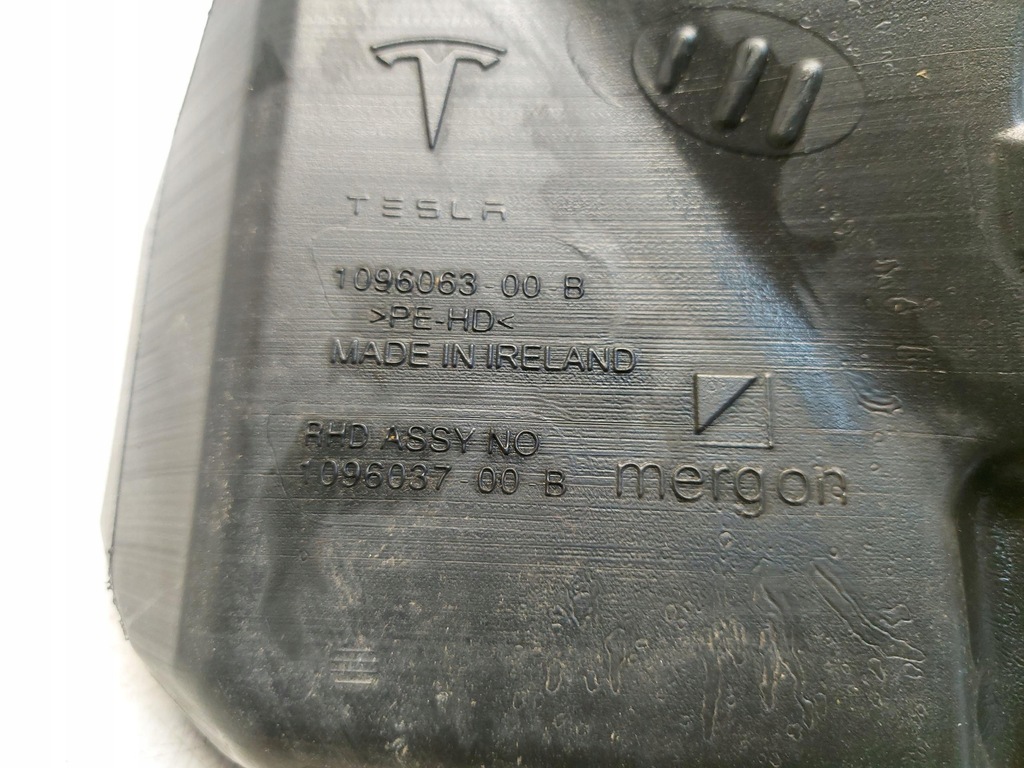 TESLA
1096063-00-B
>PE-HD<
MADE IN IRELAND
RHD ASSY NO
1096037-00-B
mergon